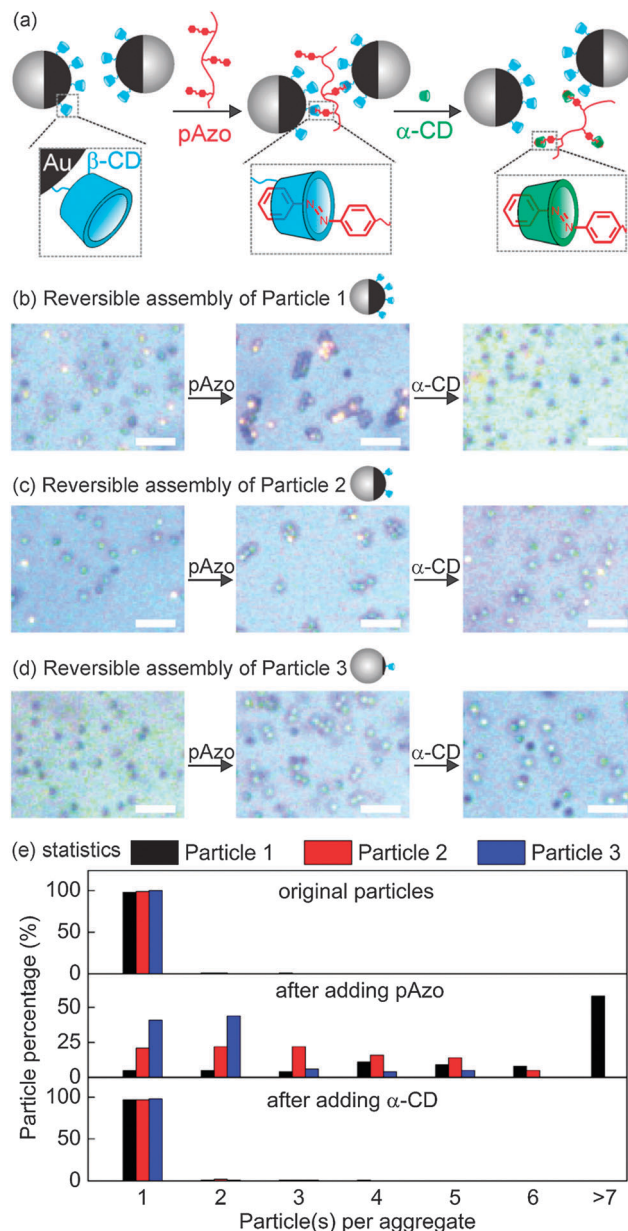 (a)
pAzo
α-CD
Au
β-CD
N
N
N
N
(b) Reversible assembly of Particle 1
pAzo
α-CD
(c) Reversible assembly of Particle 2
pAzo
α-CD
(d) Reversible assembly of Particle 3
pAzo
α-CD
(e) statistics
Particle 1
Particle 2
Particle 3
Particle percentage (%)
100
50
0
original particles
50
25
0
after adding pAzo
100
50
0
after adding α-CD
1 2 3 4 5 6 >7
Particle(s) per aggregate